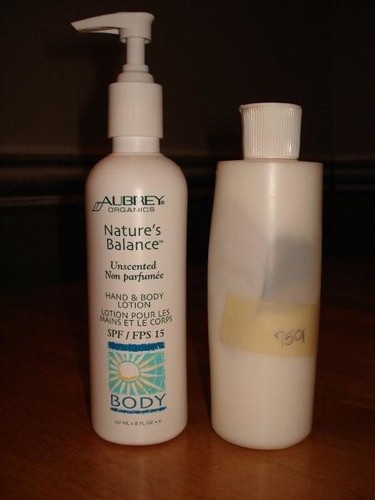 AUBREY®
ORGANICS
Nature's
Balance™
Unscented
Non parfumée
HAND & BODY
LOTION
LOTION POUR LES
MAINS ET LE CORPS
SPF / FPS 15
BODY